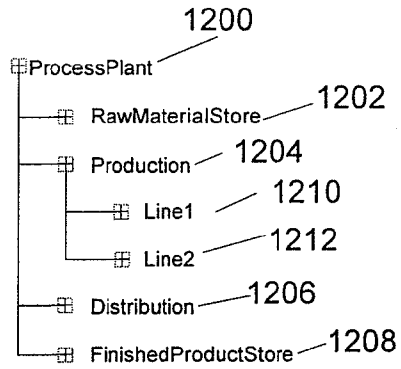 1200
ProcessPlant
RawMaterialStore 1202
Production 1204
Line1 1210
Line2 1212
Distribution 1206
FinishedProductStore 1208